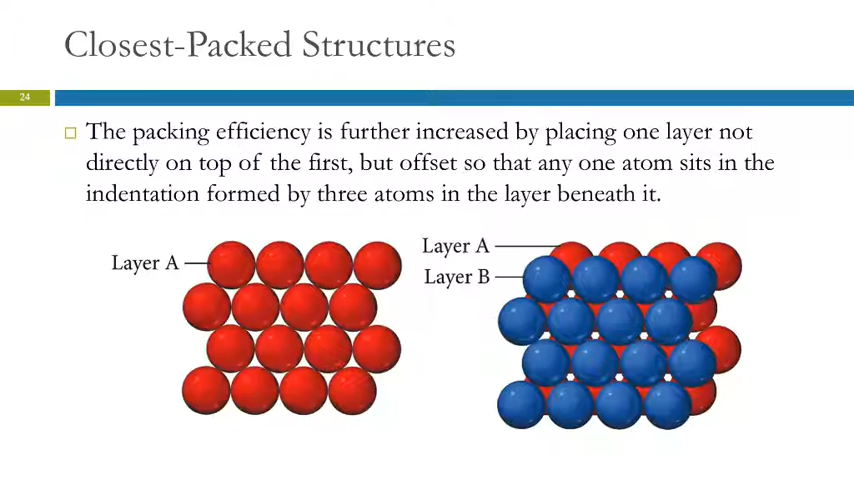 Closest-Packed Structures
24
The packing efficiency is further increased by placing one layer not
directly on top of the first, but offset so that any one atom sits in the
indentation formed by three atoms in the layer beneath it.
Layer A
Layer A
Layer B